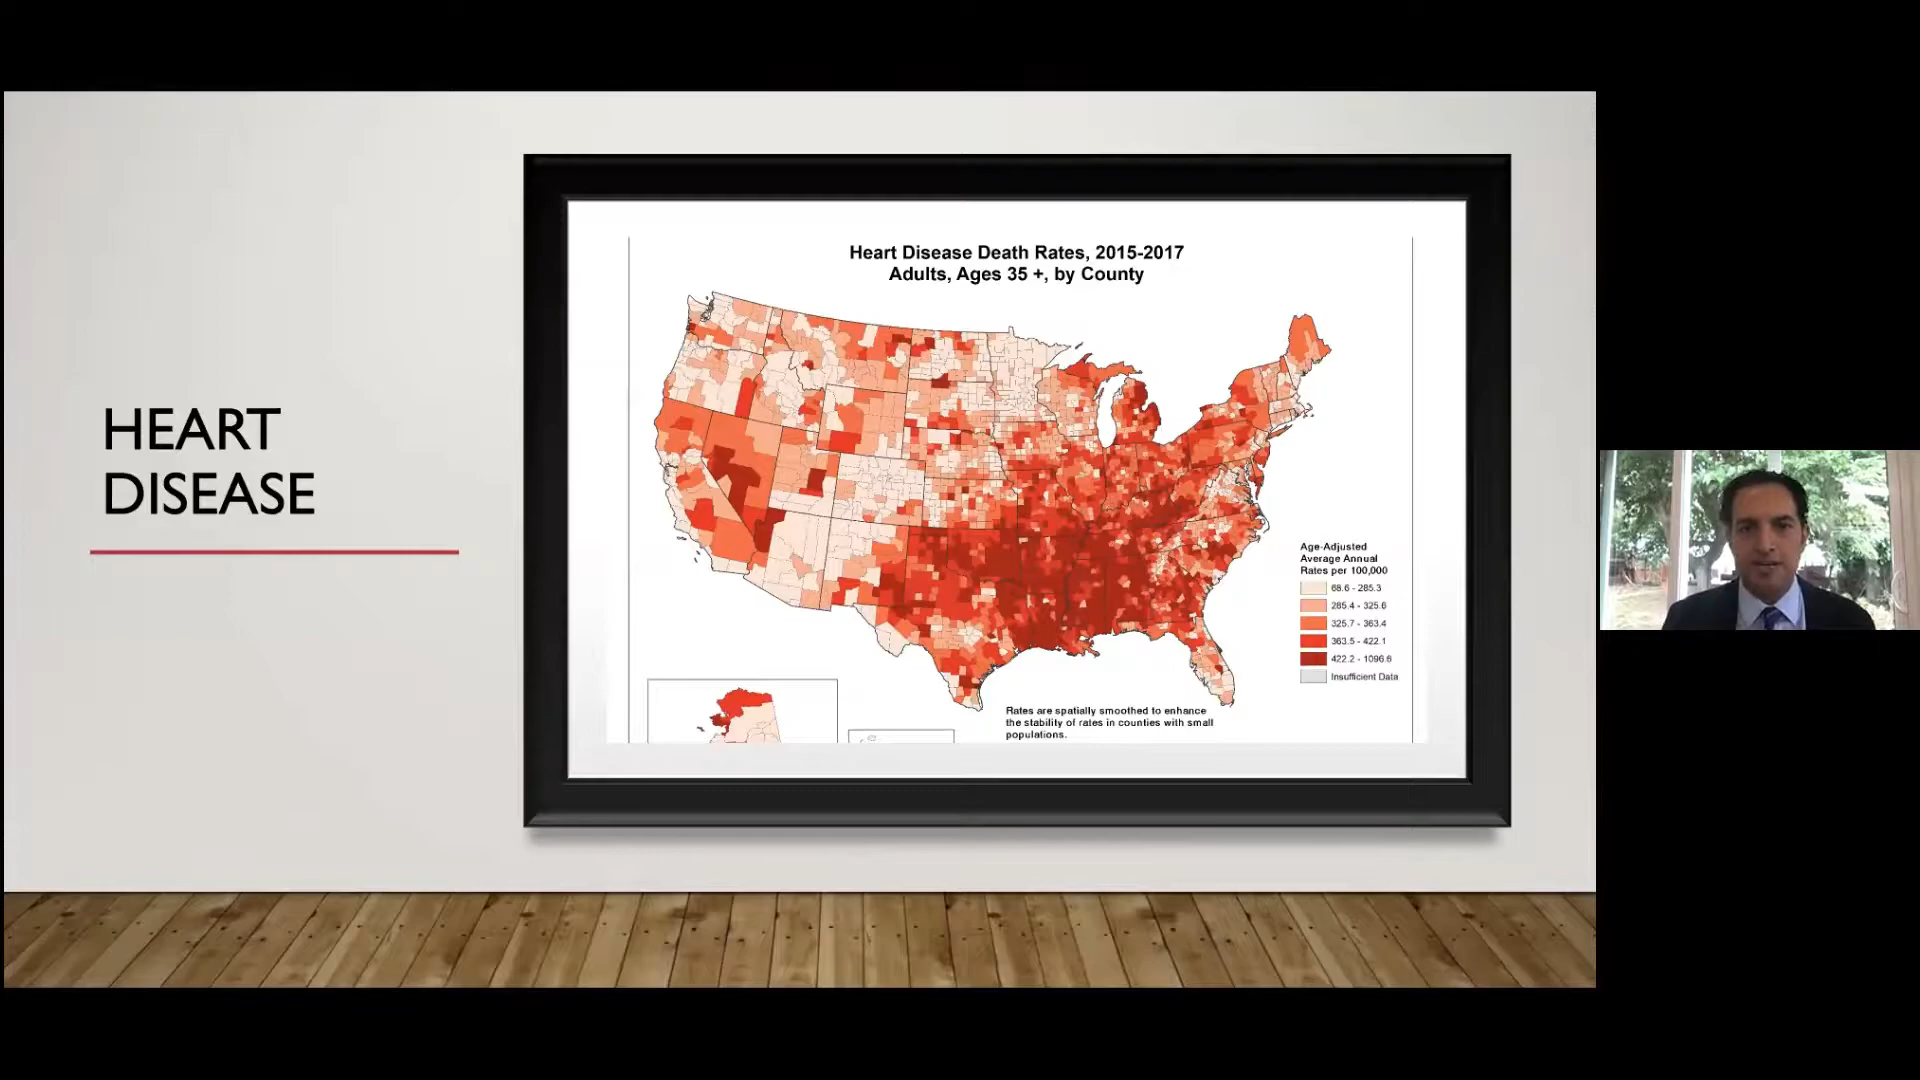 HEART
DISEASE
Heart Disease Death Rates, 2015-2017
Adults, Ages 35 +, by County
Age-Adjusted
Average Annual
Rates per 100,000
68.6 - 285.3
285.4 - 325.6
325.7 - 363.4
363.5 - 422.1
422.2 - 1096.6
Insufficient Data
Rates are spatially smoothed to enhance
the stability of rates in counties with small
populations.